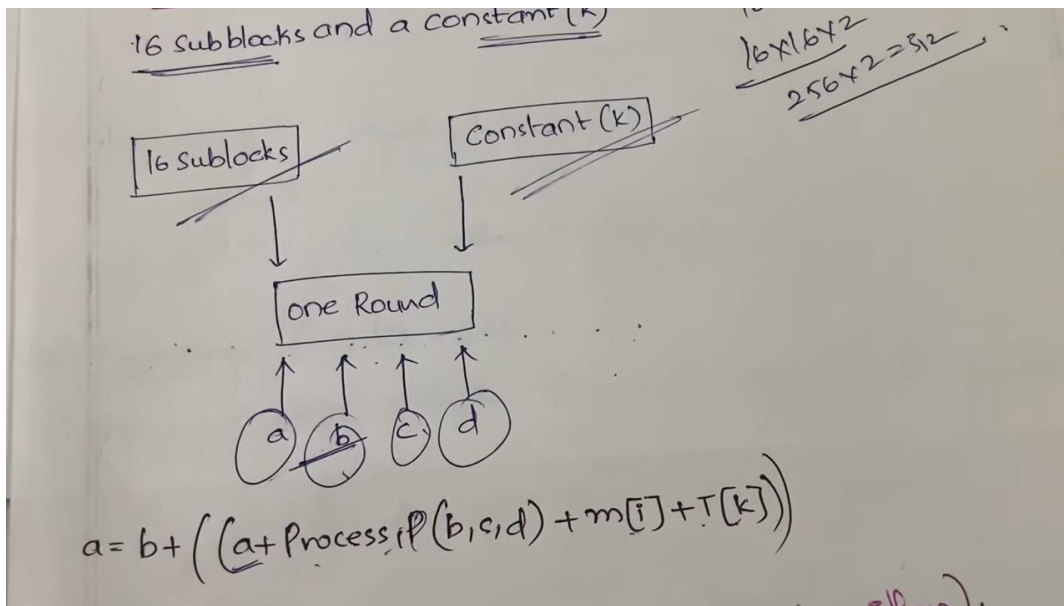 16 subblocks and a constant (k)
16x16x2
256x2=512
16 Sublocks
Constant (k)
one Round
a b c d
a = b+((a+Process P(b,c,d)+m[i]+T[k]))